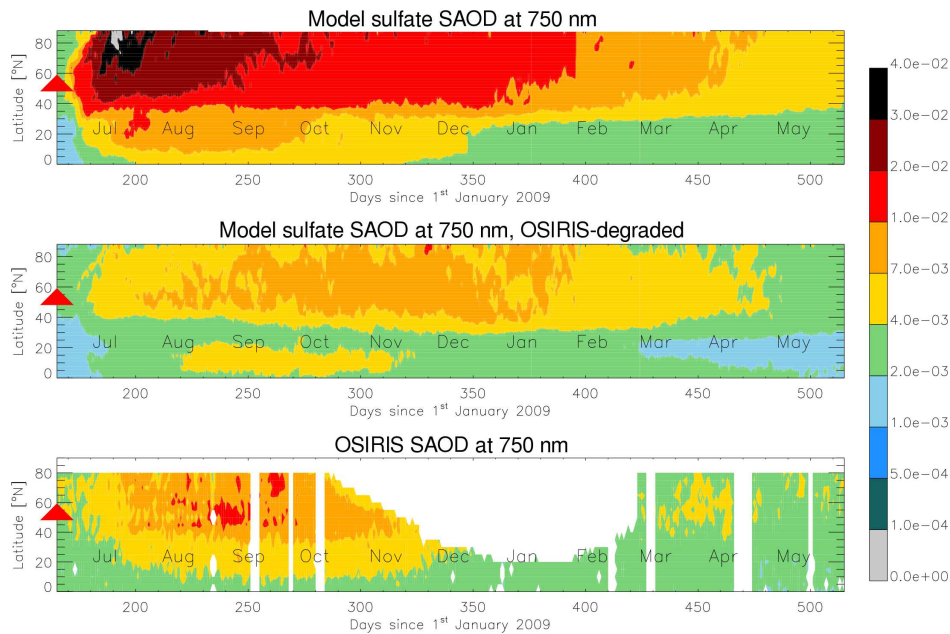 Model sulfate SAOD at 750 nm
Latitude [°N]
80
60
40
20
0
Jul Aug Sep Oct Nov Dec Jan Feb Mar Apr May
200 250 300 350 400 450 500
Days since 1st January 2009
Model sulfate SAOD at 750 nm, OSIRIS-degraded
Latitude [°N]
80
60
40
20
0
Jul Aug Sep Oct Nov Dec Jan Feb Mar Apr May
200 250 300 350 400 450 500
Days since 1st January 2009
OSIRIS SAOD at 750 nm
Latitude [°N]
80
60
40
20
0
Jul Aug Sep Oct Nov Dec Jan Feb Mar Apr May
200 250 300 350 400 450 500
Days since 1st January 2009
4.0e-02
3.0e-02
2.0e-02
1.0e-02
7.0e-03
4.0e-03
2.0e-03
1.0e-03
5.0e-04
1.0e-04
0.0e+00